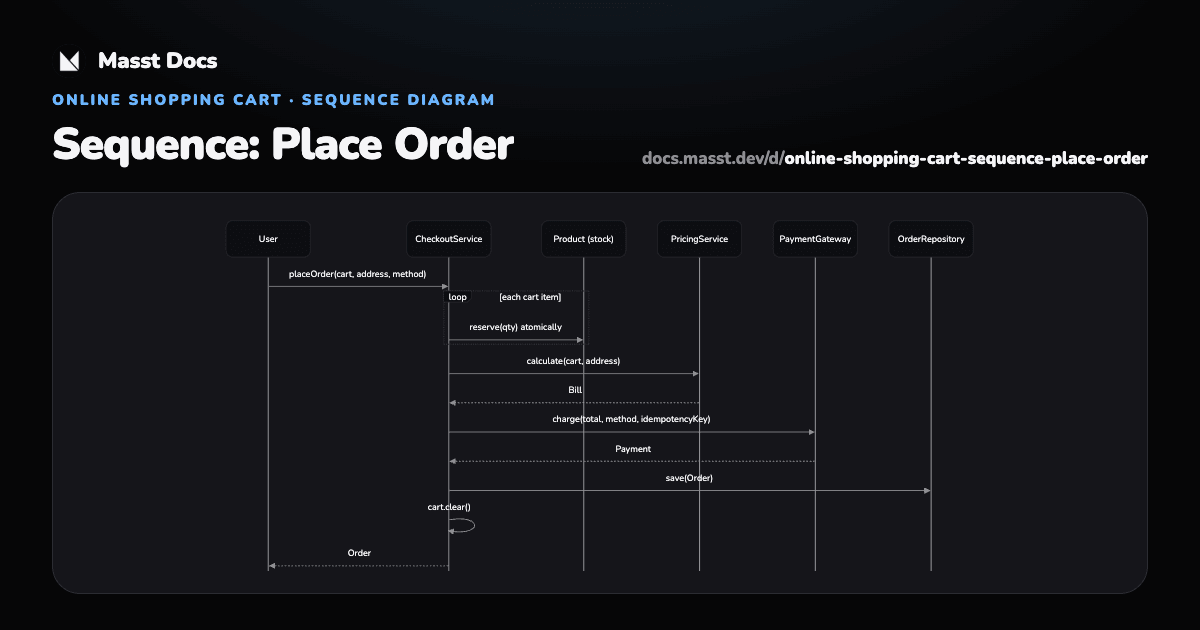 Masst Docs
ONLINE SHOPPING CART · SEQUENCE DIAGRAM
Sequence: Place Order
docs.masst.dev/d/online-shopping-cart-sequence-place-order
User
CheckoutService
Product (stock)
PricingService
PaymentGateway
OrderRepository
placeOrder(cart, address, method)
loop
[each cart item]
reserve(qty) atomically
calculate(cart, address)
Bill
charge(total, method, idempotencyKey)
Payment
save(Order)
cart.clear()
Order